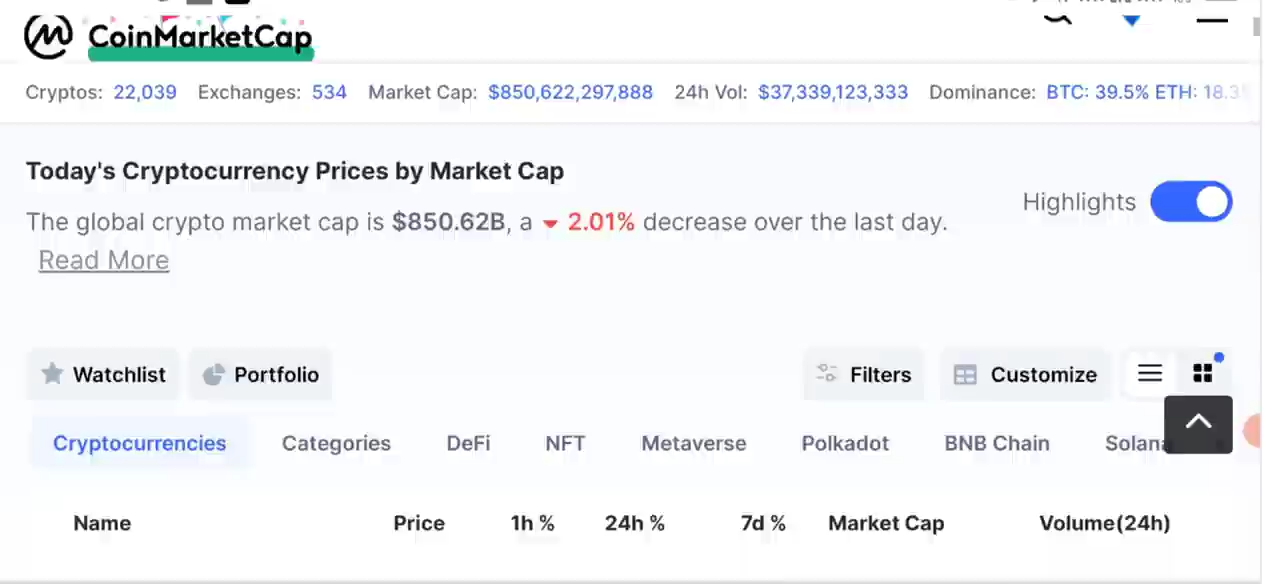 CoinMarketCap
Cryptos: 22,039 Exchanges: 534 Market Cap: $850,622,297,888 24h Vol: $37,339,123,333 Dominance: BTC: 39.5% ETH: 18.3
Today's Cryptocurrency Prices by Market Cap
The global crypto market cap is $850.62B, a 2.01% decrease over the last day.
Highlights
Read More
Watchlist Portfolio Filters Customize
Cryptocurrencies Categories DeFi NFT Metaverse Polkadot BNB Chain Solana
Name Price 1h % 24h % 7d % Market Cap Volume(24h)